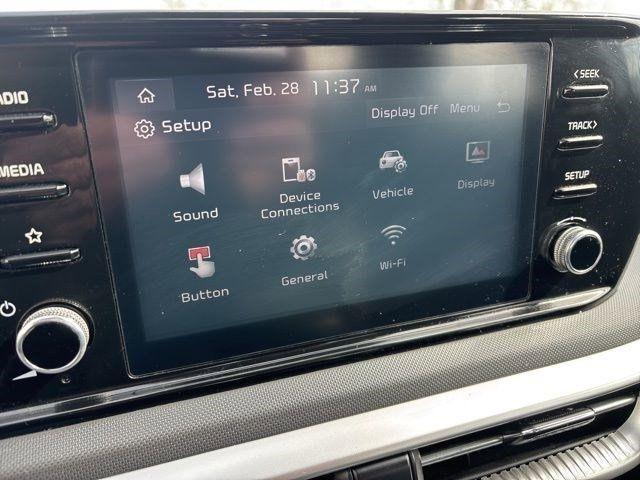 RADIO
MEDIA
Sat, Feb. 28 11:37 AM
Setup
Display Off Menu
Sound
Device
Connections
Vehicle
Display
Button
General
Wi-Fi
< SEEK
TRACK >
SETUP